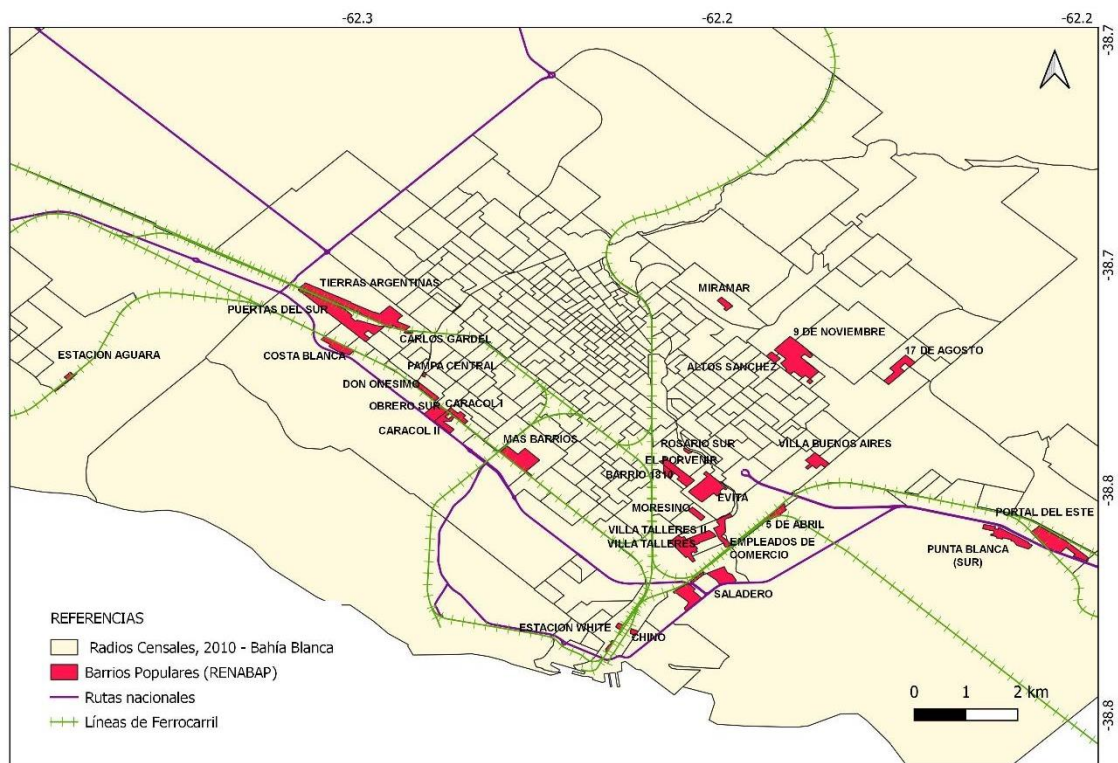 -62.3
-62.2
-62.2
-38.7
-38.7
-38.8
-38.8
TIERRAS ARGENTINAS
PUERTAS DEL SUR
CARLOS GARDEL
COSTA BLANCA
ESTACION AGUARA
PAMPA CENTRAL
DON ONESIMO
OBRERO SUR
CARACOL I
CARACOL II
MAS BARRIOS
MIRAMAR
9 DE NOVIEMBRE
17 DE AGOSTO
ALTOS SANCHEZ
ROSARIO SUR
VILLA BUENOS AIRES
EL PORVENIR
BARRIO 1810
EVITA
MORESINO
5 DE ABRIL
PORTAL DEL ESTE
VILLA TALLERES II
VILLA TALLERES
EMPLEADOS DE
COMERCIO
PUNTA BLANCA
(SUR)
SALADERO
ESTACION WHITE
CHINO
REFERENCIAS
Radios Censales, 2010 - Bahía Blanca
Barrios Populares (RENABAP)
Rutas nacionales
Líneas de Ferrocarril
0 1 2 km